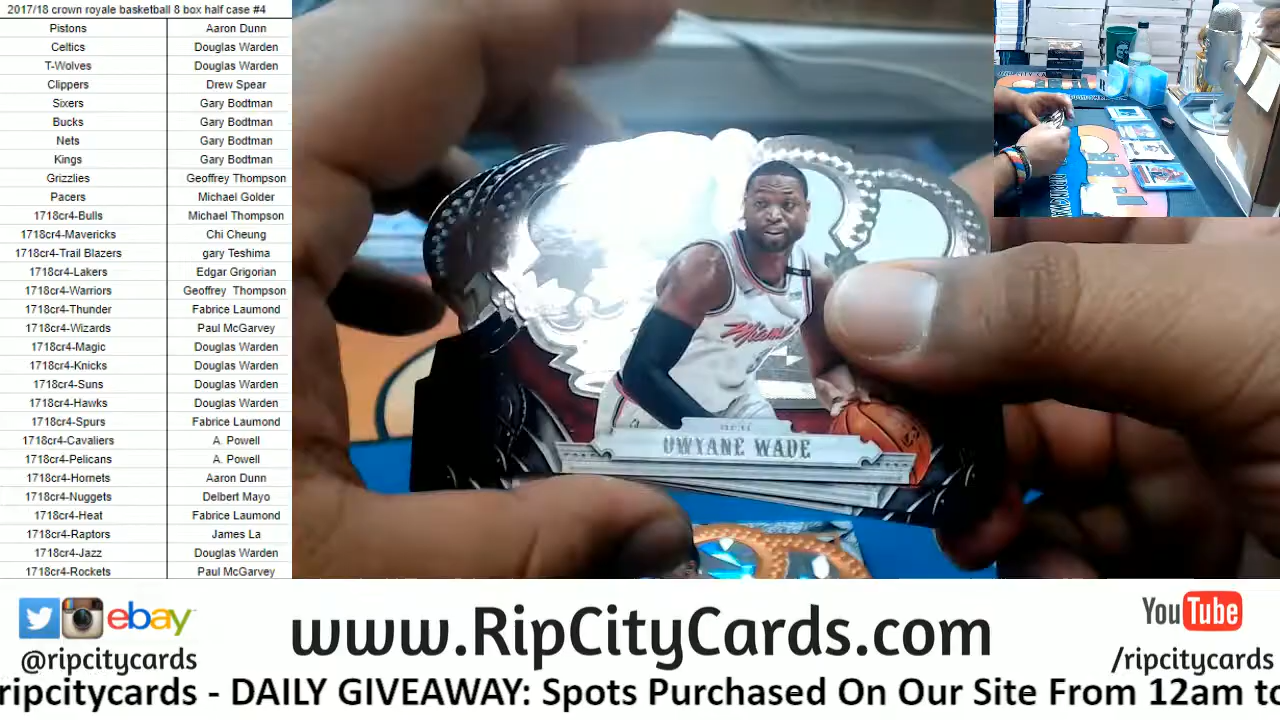 2017/18 crown royale basketball 8 box half case #4
Pistons Aaron Dunn
Celtics Douglas Warden
T-Wolves Douglas Warden
Clippers Drew Spear
Sixers Gary Bodtman
Bucks Gary Bodtman
Nets Gary Bodtman
Kings Gary Bodtman
Grizzlies Geoffrey Thompson
Pacers Michael Golder
1718cr4-Bulls Michael Thompson
1718cr4-Mavericks Chi Cheung
1718cr4-Trail Blazers gary Teshima
1718cr4-Lakers Edgar Grigorian
1718cr4-Warriors Geoffrey Thompson
1718cr4-Thunder Fabrice Laumond
1718cr4-Wizards Paul McGarvey
1718cr4-Magic Douglas Warden
1718cr4-Knicks Douglas Warden
1718cr4-Suns Douglas Warden
1718cr4-Hawks Douglas Warden
1718cr4-Spurs Fabrice Laumond
1718cr4-Cavaliers A. Powell
1718cr4-Pelicans A. Powell
1718cr4-Hornets Aaron Dunn
1718cr4-Nuggets Delbert Mayo
1718cr4-Heat Fabrice Laumond
1718cr4-Raptors James La
1718cr4-Jazz Douglas Warden
1718cr4-Rockets Paul McGarvey
Miami
DWYANE WADE
ebay
@ripcitycards
www.RipCityCards.com
YouTube
/ripcitycards
ripcitycards - DAILY GIVEAWAY: Spots Purchased On Our Site From 12am to